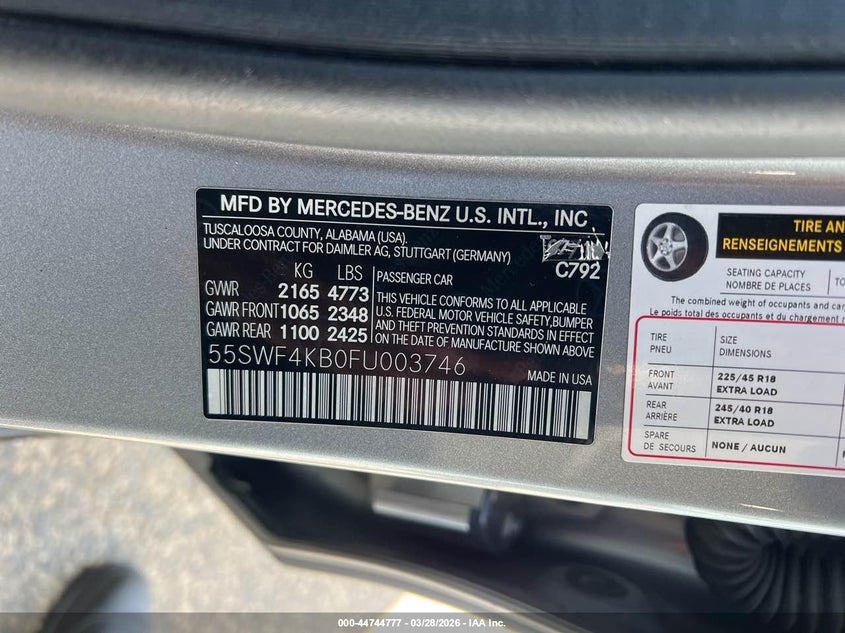 MFD BY MERCEDES-BENZ U.S. INTL., INC
TUSCALOOSA COUNTY, ALABAMA (USA).
UNDER CONTRACT FOR DAIMLER AG, STUTTGART (GERMANY)
C792
KG LBS
GVWR 2165 4773
GAWR FRONT 1065 2348
GAWR REAR 1100 2425
PASSENGER CAR
THIS VEHICLE CONFORMS TO ALL APPLICABLE
U.S. FEDERAL MOTOR VEHICLE SAFETY, BUMPER
AND THEFT PREVENTION STANDARDS IN EFFECT
ON THE DATE OF MANUFACTURE SHOWN ABOVE
55SWF4KB0FU003746
MADE IN USA
TIRE AN
RENSEIGNEMENTS
SEATING CAPACITY
NOMBRE DE PLACES
TO
The combined weight of occupants and car
Le poids total des occupants et du chargement
TIRE
PNEU
SIZE
DIMENSIONS
FRONT
AVANT
225/45 R18
EXTRA LOAD
REAR
ARRIÈRE
245/40 R18
EXTRA LOAD
SPARE
DE SECOURS
NONE / AUCUN
000-44744777 | 03/28/2026 | IAA Inc.